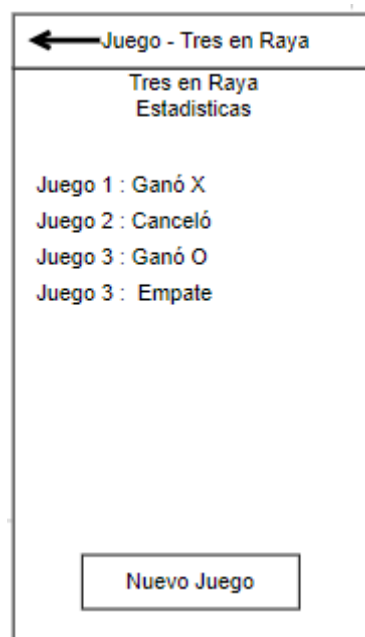 Juego - Tres en Raya
Tres en Raya
Estadisticas
Juego 1 : Ganó X
Juego 2 : Canceló
Juego 3 : Ganó O
Juego 3 : Empate
Nuevo Juego